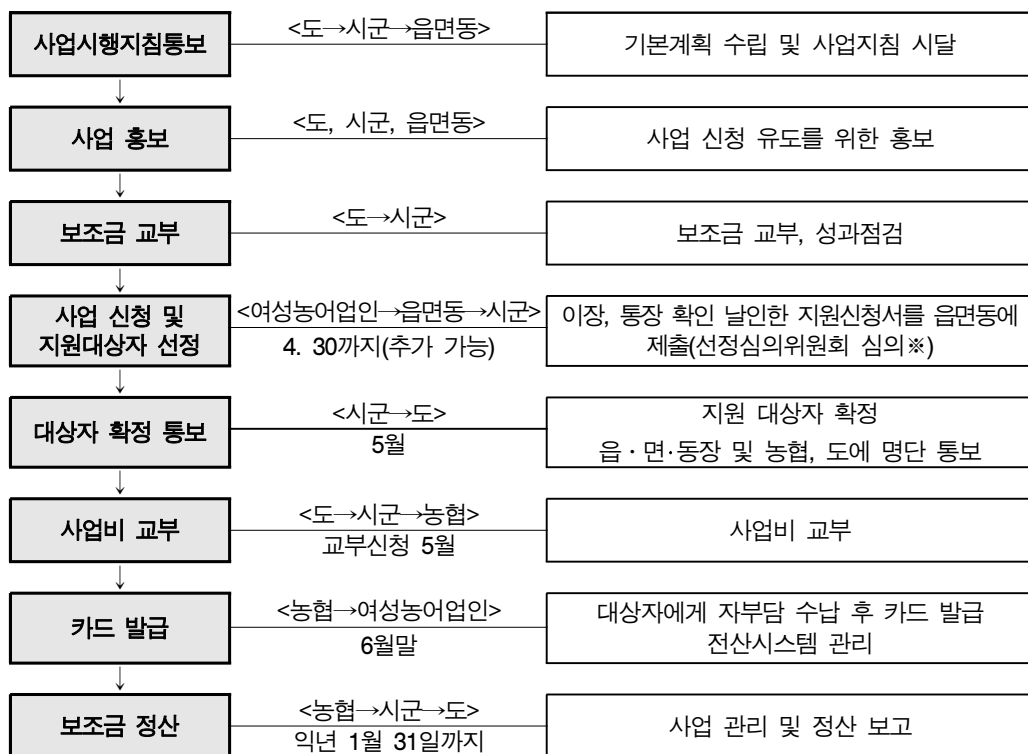 사업시행지침통보
<도→시군→읍면동>
기본계획 수립 및 사업지침 시달
사업 홍보
<도, 시군, 읍면동>
사업 신청 유도를 위한 홍보
보조금 교부
<도→시군>
보조금 교부, 성과점검
사업 신청 및
지원대상자 선정
<여성농어업인→읍면동→시군>
4. 30까지(추가 가능)
이장, 통장 확인 날인한 지원신청서를 읍면동에
제출(선정심의위원회 심의※)
대상자 확정 통보
<시군→도>
5월
지원 대상자 확정
읍·면·동장 및 농협, 도에 명단 통보
사업비 교부
<도→시군→농협>
교부신청 5월
사업비 교부
카드 발급
<농협→여성농어업인>
6월말
대상자에게 자부담 수납 후 카드 발급
전산시스템 관리
보조금 정산
<농협→시군→도>
익년 1월 31일까지
사업 관리 및 정산 보고